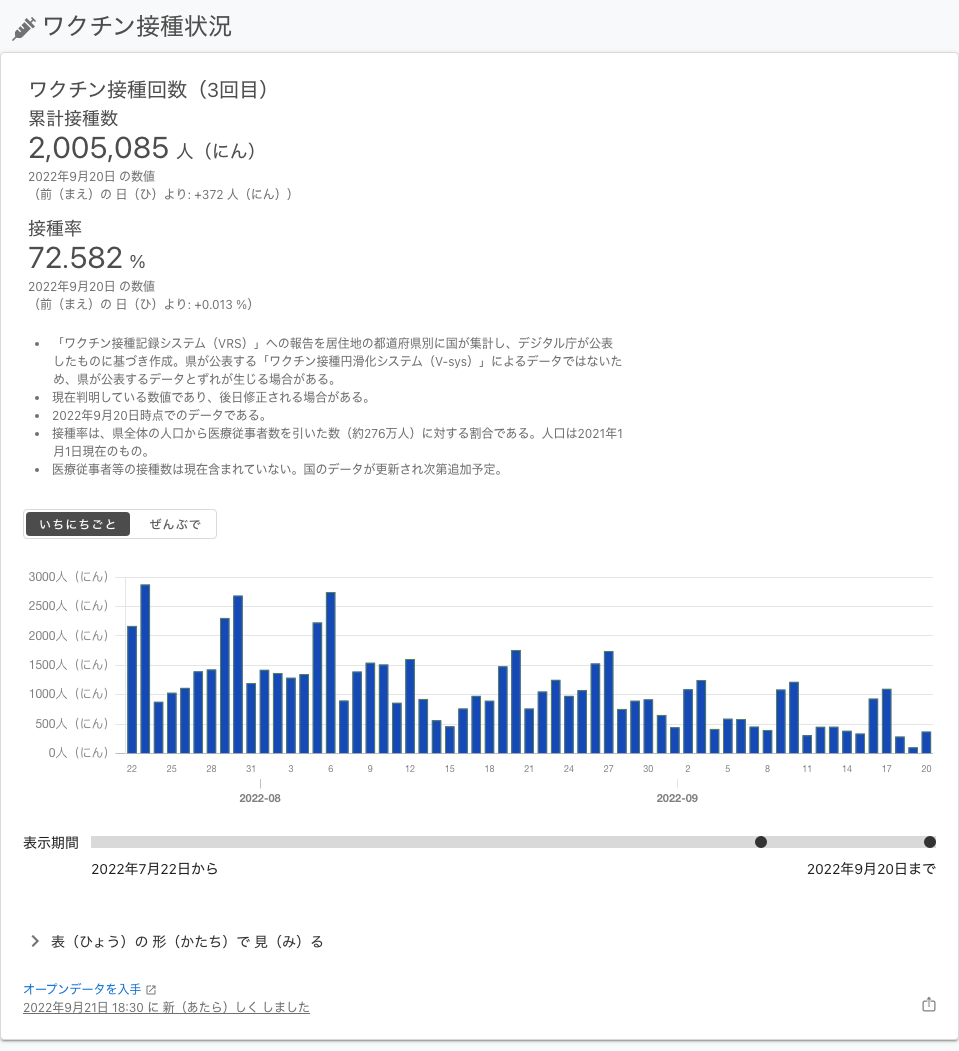 ワクチン接種状況
ワクチン接種回数（3回目）
累計接種数
2,005,085 人（にん）
2022年9月20日 の数値
（前（まえ）の 日（ひ）より: +372 人（にん））
接種率
72.582 %
2022年9月20日 の数値
（前（まえ）の 日（ひ）より: +0.013 %）
• 「ワクチン接種記録システム（VRS）」への報告を居住地の都道府県別に国が集計し、デジタル庁が公表
したものに基づき作成。県が公表する「ワクチン接種円滑化システム（V-sys）」によるデータではないた
め、県が公表するデータとずれが生じる場合がある。
• 現在判明している数値であり、後日修正される場合がある。
• 2022年9月20日時点でのデータである。
• 接種率は、県全体の人口から医療従事者数を引いた数（約276万人）に対する割合である。人口は2021年1
月1日現在のもの。
• 医療従事者等の接種数は現在含まれていない。国のデータが更新され次第追加予定。
いちにちごと ぜんぶで
3000人（にん）
2500人（にん）
2000人（にん）
1500人（にん）
1000人（にん）
500人（にん）
0人（にん）
22 25 28 31 3 6 9 12 15 18 21 24 27 30 2 5 8 11 14 17 20
2022-08 2022-09
表示期間
2022年7月22日から 2022年9月20日まで
表（ひょう）の 形（かたち）で 見（み）る
オープンデータを入手
2022年9月21日 18:30 に 新（あたら）しく しました